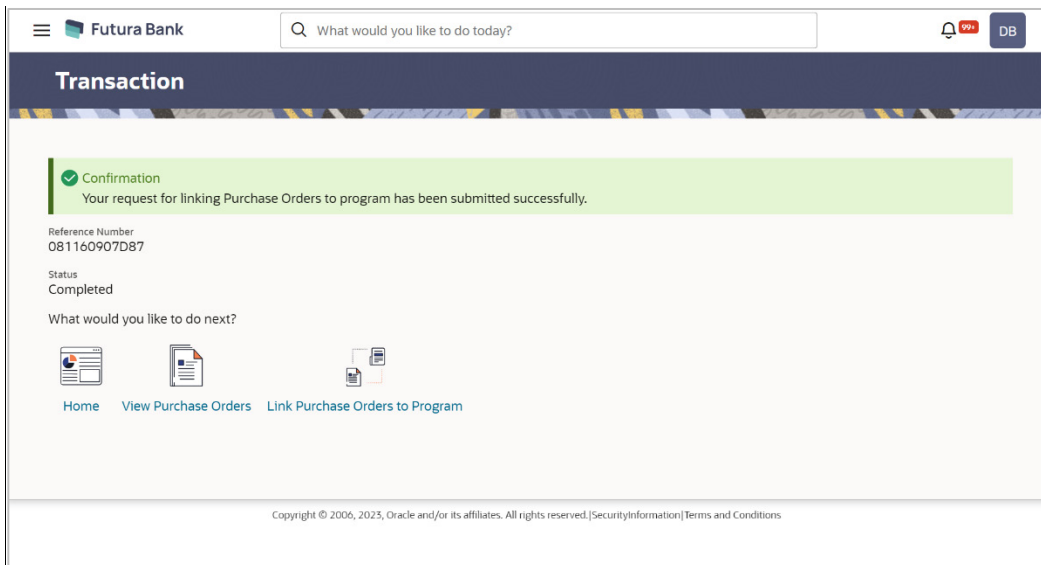 Futura Bank
What would you like to do today?
99+
DB
Transaction
Confirmation
Your request for linking Purchase Orders to program has been submitted successfully.
Reference Number
081160907D87
Status
Completed
What would you like to do next?
Home View Purchase Orders Link Purchase Orders to Program
Copyright © 2006, 2023, Oracle and/or its affiliates. All rights reserved.|SecurityInformation|Terms and Conditions